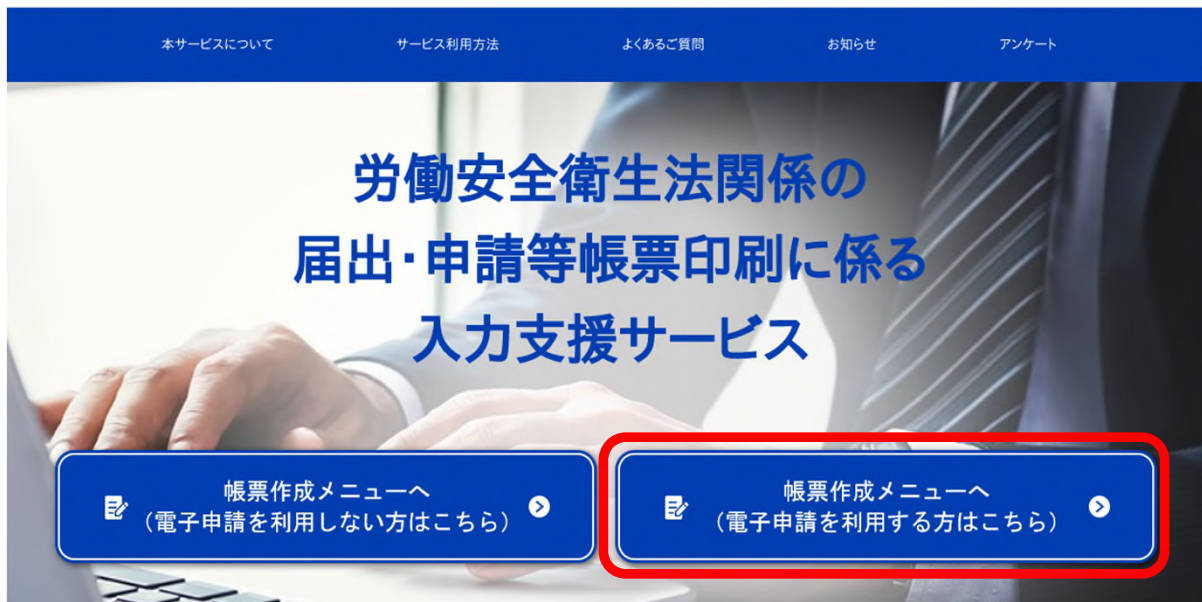 本サービスについて
サービス利用方法
よくあるご質問
お知らせ
アンケート
労働安全衛生法関係の
届出・申請等帳票印刷に係る
入力支援サービス
帳票作成メニューへ
（電子申請を利用しない方はこちら）
帳票作成メニューへ
（電子申請を利用する方はこちら）